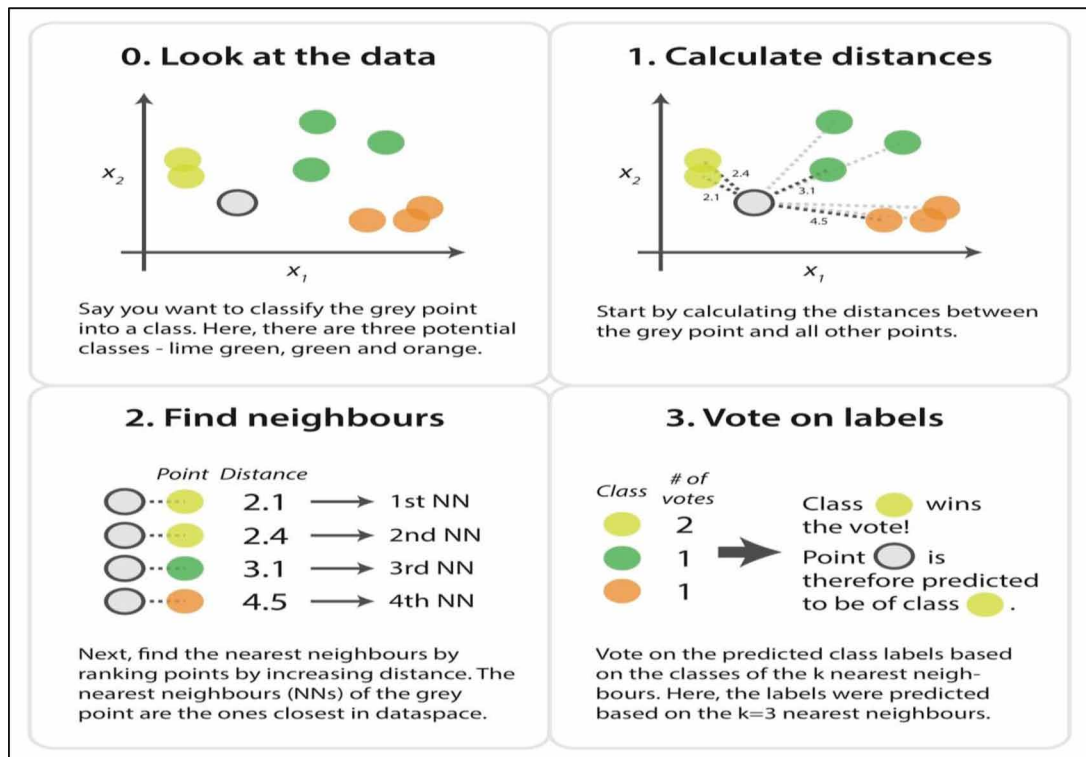 0. Look at the data
x2
x1
Say you want to classify the grey point
into a class. Here, there are three potential
classes - lime green, green and orange.
1. Calculate distances
x2
2.4
2.1
3.1
4.5
x1
Start by calculating the distances between
the grey point and all other points.
2. Find neighbours
Point Distance
2.1 1st NN
2.4 2nd NN
3.1 3rd NN
4.5 4th NN
Next, find the nearest neighbours by
ranking points by increasing distance. The
nearest neighbours (NNs) of the grey
point are the ones closest in dataspace.
3. Vote on labels
Class # of
votes
2
1
1
Class wins
the vote!
Point is
therefore predicted
to be of class .
Vote on the predicted class labels based
on the classes of the k nearest neigh-
bours. Here, the labels were predicted
based on the k=3 nearest neighbours.